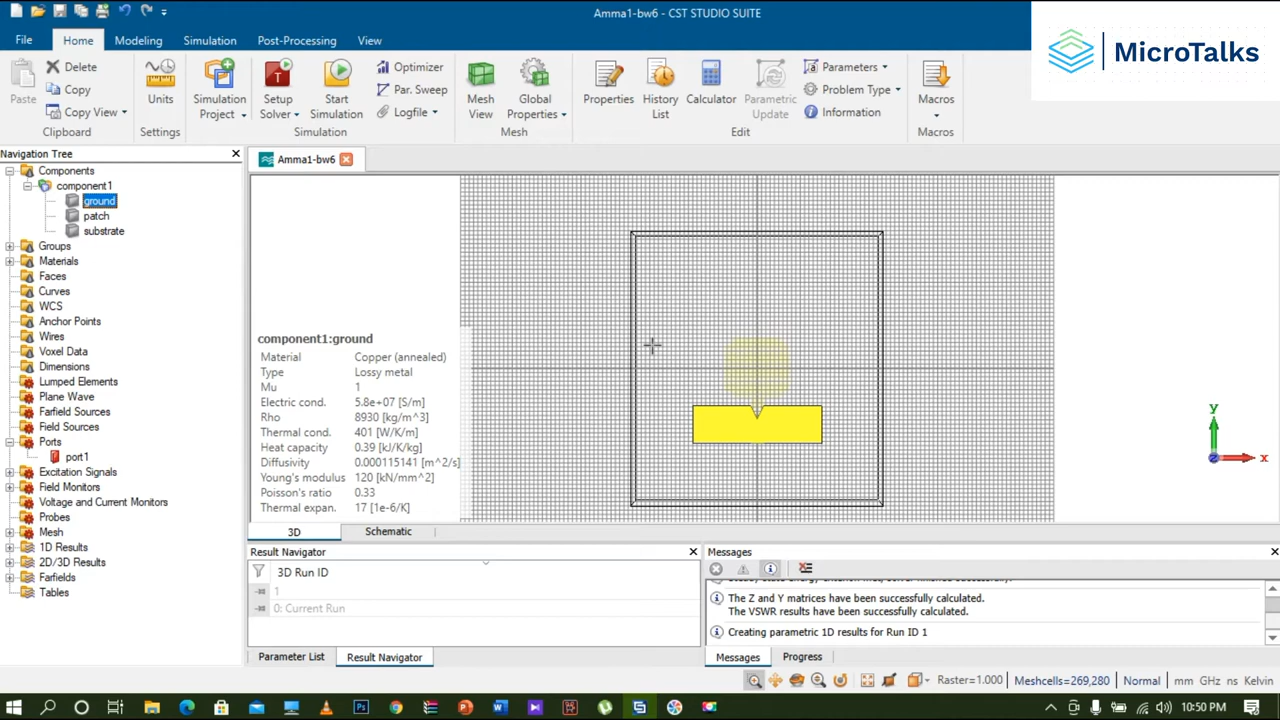 Amma1-bw6 - CST STUDIO SUITE
MicroTalks
File Home Modeling Simulation Post-Processing View
Paste
Delete
Copy
Copy View
Clipboard
Units
Settings
Simulation Project
Setup Solver
Start Simulation
Optimizer
Par. Sweep
Logfile
Simulation
Mesh View
Global Properties
Mesh
Properties
History List
Calculator
Parametric Update
Parameters
Problem Type
Information
Edit
Macros
Macros
Navigation Tree
Components
component1
ground
patch
substrate
Groups
Materials
Faces
Curves
WCS
Anchor Points
Wires
Voxel Data
Dimensions
Lumped Elements
Plane Wave
Farfield Sources
Field Sources
Ports
port1
Excitation Signals
Field Monitors
Voltage and Current Monitors
Probes
Mesh
1D Results
2D/3D Results
Farfields
Tables
Amma1-bw6
component1:ground
Material Copper (annealed)
Type Lossy metal
Mu 1
Electric cond. 5.8e+07 [S/m]
Rho 8930 [kg/m^3]
Thermal cond. 401 [W/K/m]
Heat capacity 0.39 [kJ/K/kg]
Diffusivity 0.000115141 [m^2/s]
Young's modulus 120 [kN/mm^2]
Poisson's ratio 0.33
Thermal expan. 17 [1e-6/K]
y
x
3D Schematic
Result Navigator
3D Run ID
1
0: Current Run
Parameter List Result Navigator
Messages
The Z and Y matrices have been successfully calculated.
The VSWR results have been successfully calculated.
Creating parametric 1D results for Run ID 1
Messages Progress
Raster=1.000 Meshcells=269,280 Normal mm GHz ns Kelvin
10:50 PM